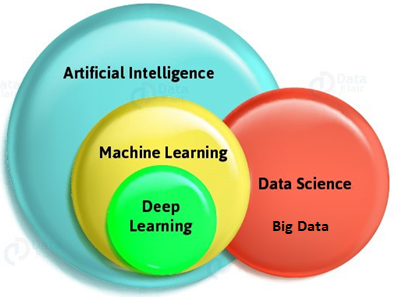 Artificial Intelligence
Machine Learning
Deep
Learning
Data Science
Big Data